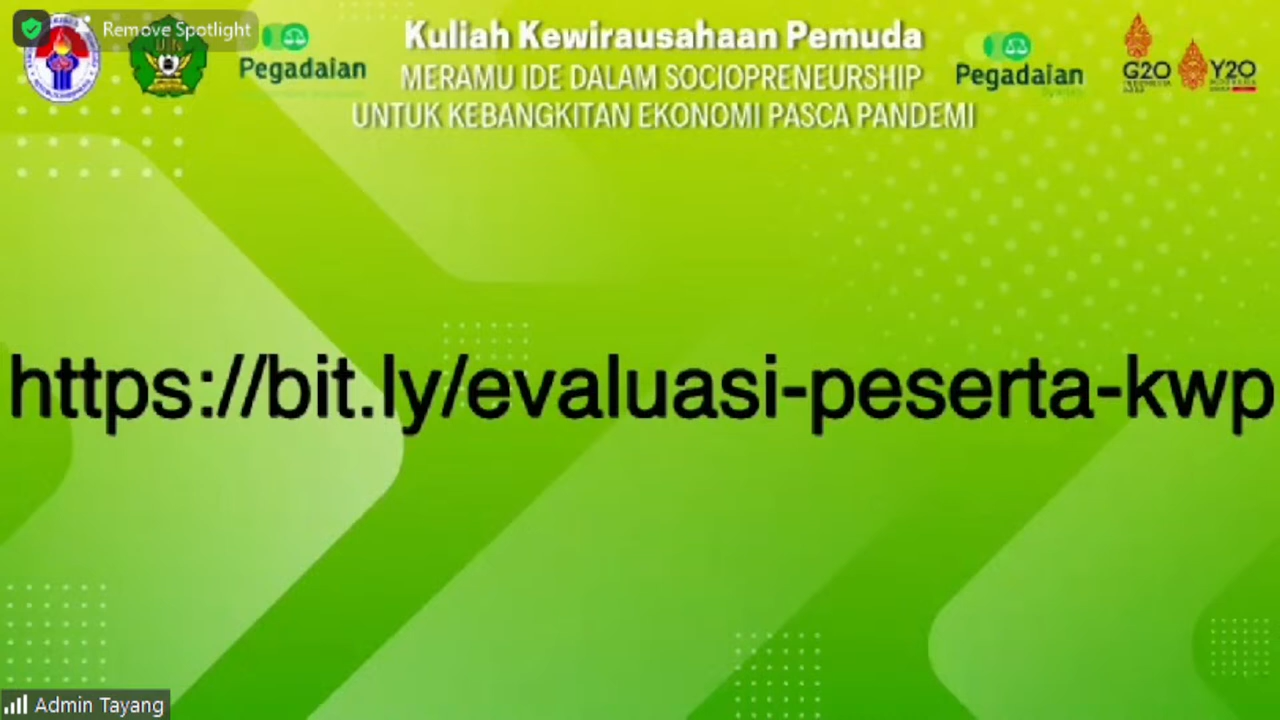 Remove Spotlight
Kuliah Kewirausahaan Pemuda
MERAMU IDE DALAM SOCIOPRENEURSHIP
UNTUK KEBANGKITAN EKONOMI PASCA PANDEMI
Pegadaian
Pegadaian
G20
Y20
https://bit.ly/evaluasi-peserta-kwp
Admin Tayang